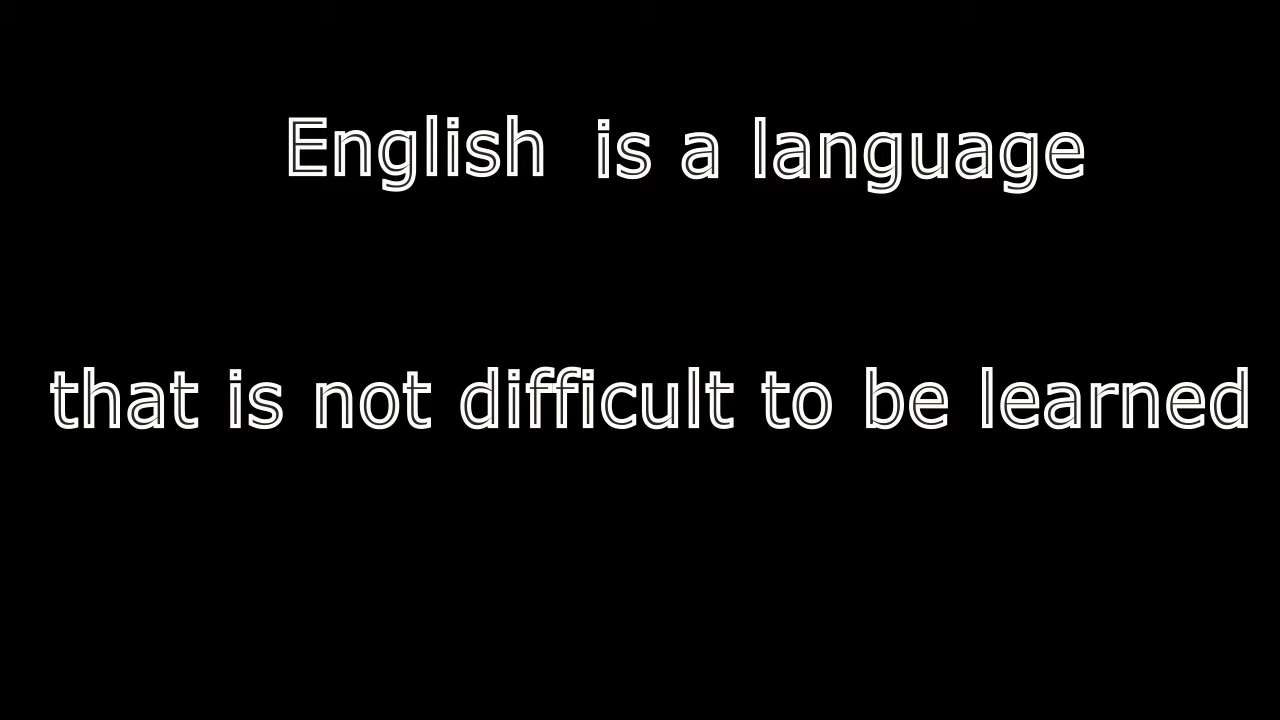 English is a language
that is not difficult to be learned